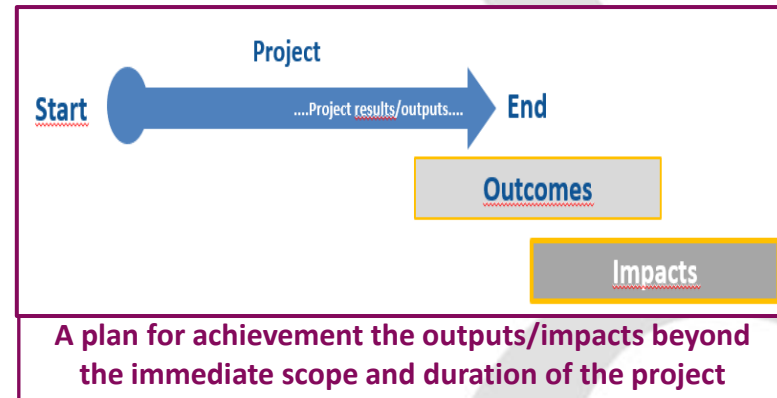 Project
Start
....Project results/outputs....
End
Outcomes
Impacts
A plan for achievement the outputs/impacts beyond
the immediate scope and duration of the project